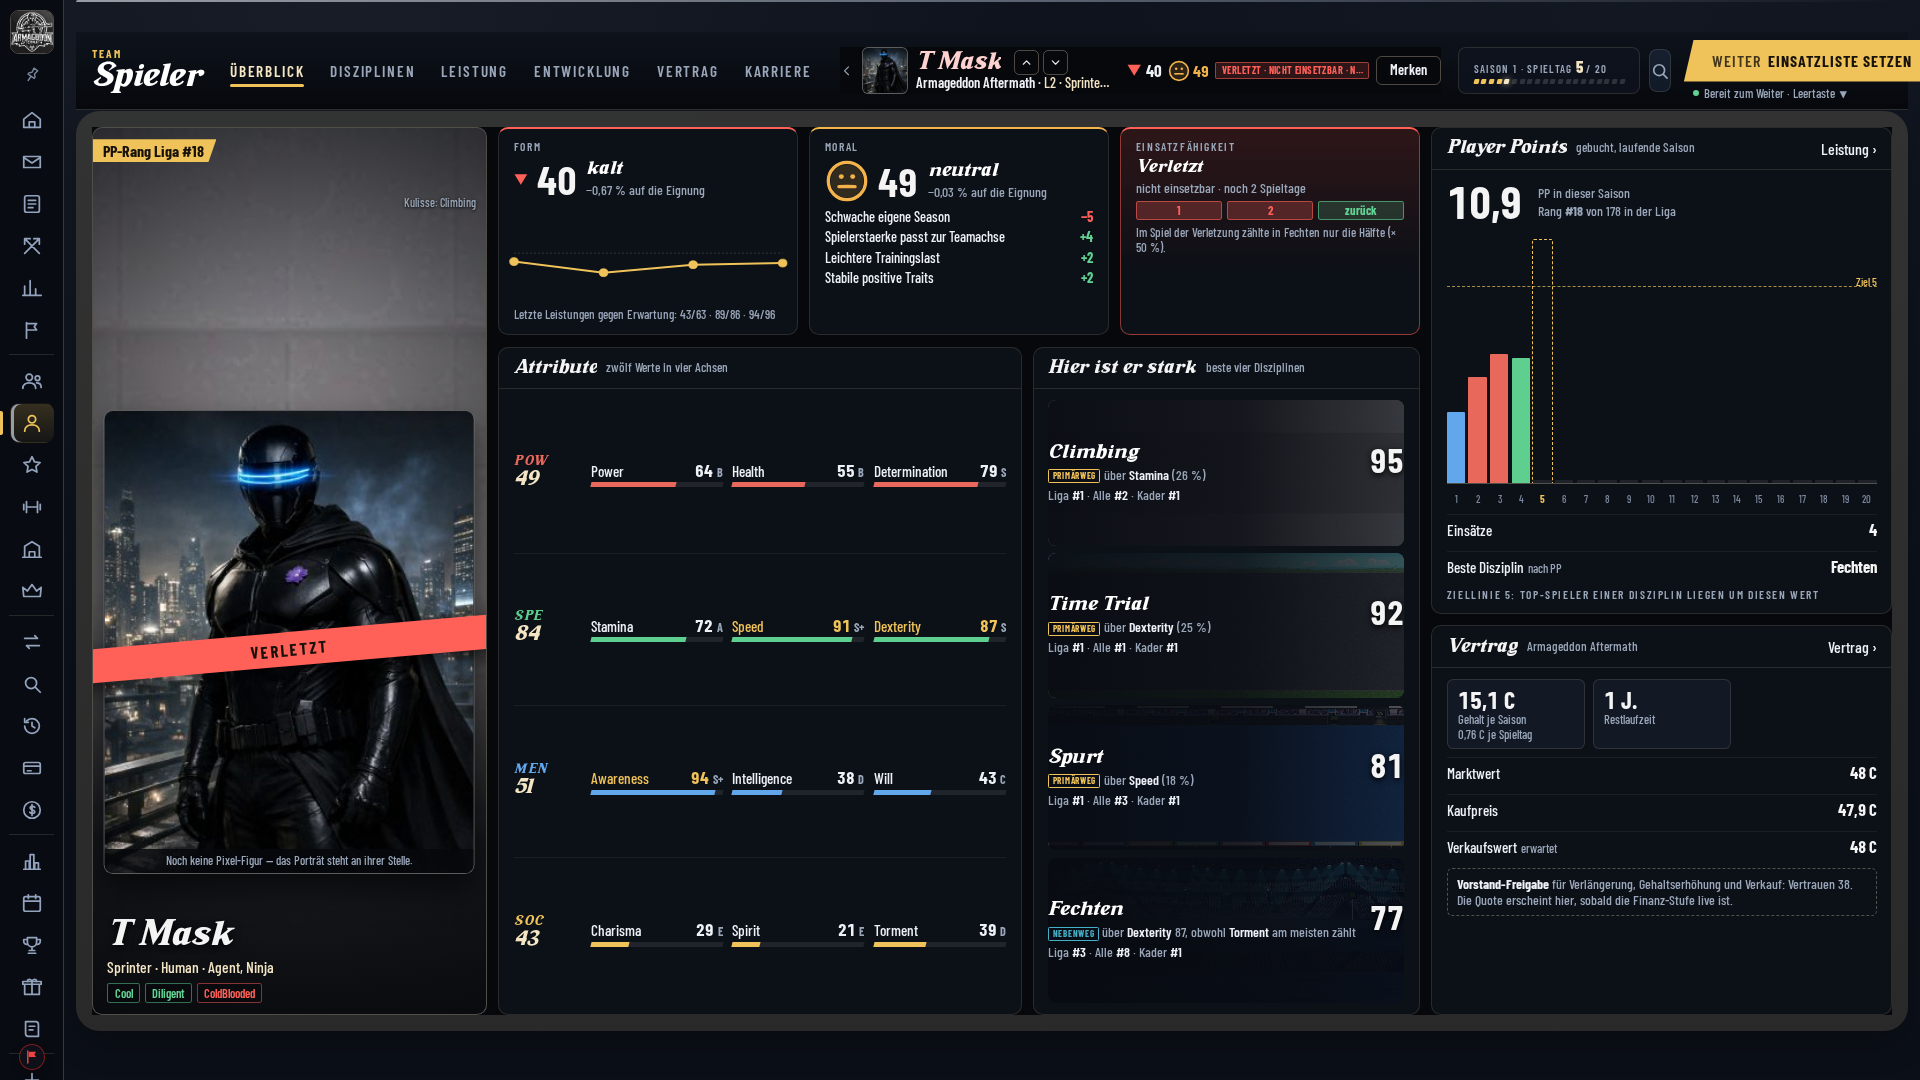 TEAM
Spieler
ÜBERBLICK
DISZIPLINEN
LEISTUNG
ENTWICKLUNG
VERTRAG
KARRIERE
T Mask
Armageddon Aftermath · L2 · Sprinte...
40
49
VERLETZT · NICHT EINSETZBAR · N...
Merken
SAISON 1 · SPIELTAG 5 / 20
WEITER EINSATZLISTE SETZEN
Bereit zum Weiter · Leertaste ▼
PP-Rang Liga #18
Kulisse: Climbing
VERLETZT
Noch keine Pixel-Figur — das Porträt steht an ihrer Stelle.
T Mask
Sprinter · Human · Agent, Ninja
Cool
Diligent
ColdBlooded
FORM
▼ 40 kalt
−0,67 % auf die Eignung
Letzte Leistungen gegen Erwartung: 43/63 · 89/86 · 94/96
MORAL
49 neutral
−0,03 % auf die Eignung
Schwache eigene Season −5
Spielerstaerke passt zur Teamachse +4
Leichtere Trainingslast +2
Stabile positive Traits +2
EINSATZFÄHIGKEIT
Verletzt
nicht einsetzbar · noch 2 Spieltage
1 2 zurück
Im Spiel der Verletzung zählte in Fechten nur die Hälfte (×
50 %).
Attribute zwölf Werte in vier Achsen
POW
49
Power 64 B
Health 55 B
Determination 79 S
SPE
84
Stamina 72 A
Speed 91 S+
Dexterity 87 S
MEN
51
Awareness 94 S+
Intelligence 38 D
Will 43 C
SOC
43
Charisma 29 E
Spirit 21 E
Torment 39 D
Hier ist er stark beste vier Disziplinen
Climbing
95
PRIMÄRWEG über Stamina (26 %)
Liga #1 · Alle #2 · Kader #1
Time Trial
92
PRIMÄRWEG über Dexterity (25 %)
Liga #1 · Alle #1 · Kader #1
Spurt
81
PRIMÄRWEG über Speed (18 %)
Liga #1 · Alle #3 · Kader #1
Fechten
77
NEBENWEG über Dexterity 87, obwohl Torment am meisten zählt
Liga #3 · Alle #8 · Kader #1
Player Points gebucht, laufende Saison
Leistung ›
10,9
PP in dieser Saison
Rang #18 von 178 in der Liga
Ziel 5
1 2 3 4 5 6 7 8 9 10 11 12 13 14 15 16 17 18 19 20
Einsätze 4
Beste Disziplin nach PP Fechten
ZIELLINIE 5: TOP-SPIELER EINER DISZIPLIN LIEGEN UM DIESEN WERT
Vertrag Armageddon Aftermath
Vertrag ›
15,1 C
Gehalt je Saison
0,76 C je Spieltag
1 J.
Restlaufzeit
Marktwert 48 C
Kaufpreis 47,9 C
Verkaufswert erwartet 48 C
Vorstand-Freigabe für Verlängerung, Gehaltserhöhung und Verkauf: Vertrauen 38.
Die Quote erscheint hier, sobald die Finanz-Stufe live ist.